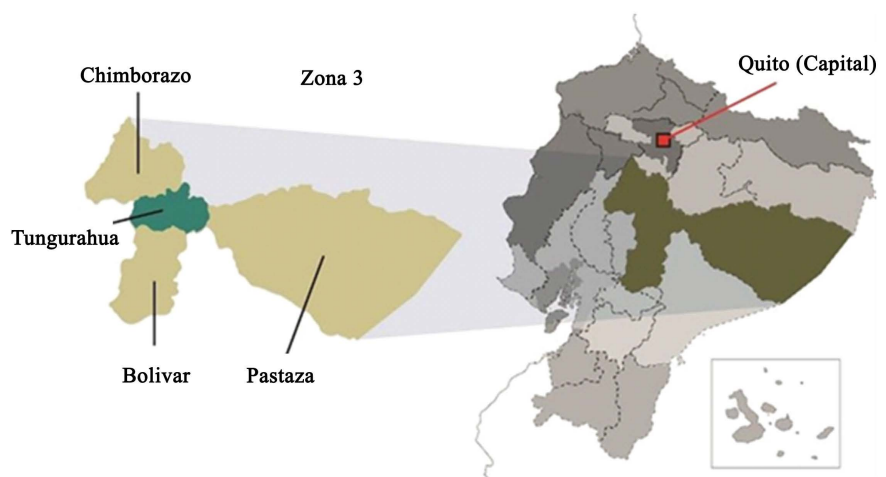 Quito (Capital)
Chimborazo
Zona 3
Tungurahua
Bolivar
Pastaza